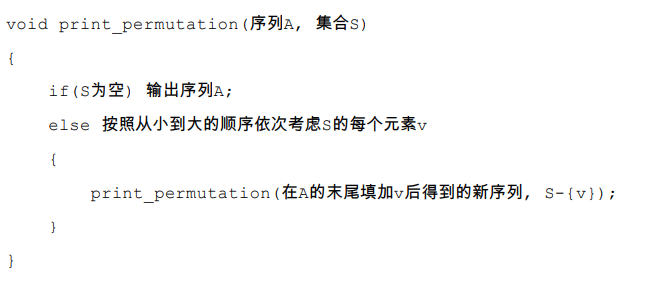 void print_permutation(序列A, 集合S)
{
if(S为空) 输出序列A;
else 按照从小到大的顺序依次考虑S的每个元素v
{
print_permutation(在A的末尾填加v后得到的新序列, S-{v});
}
}